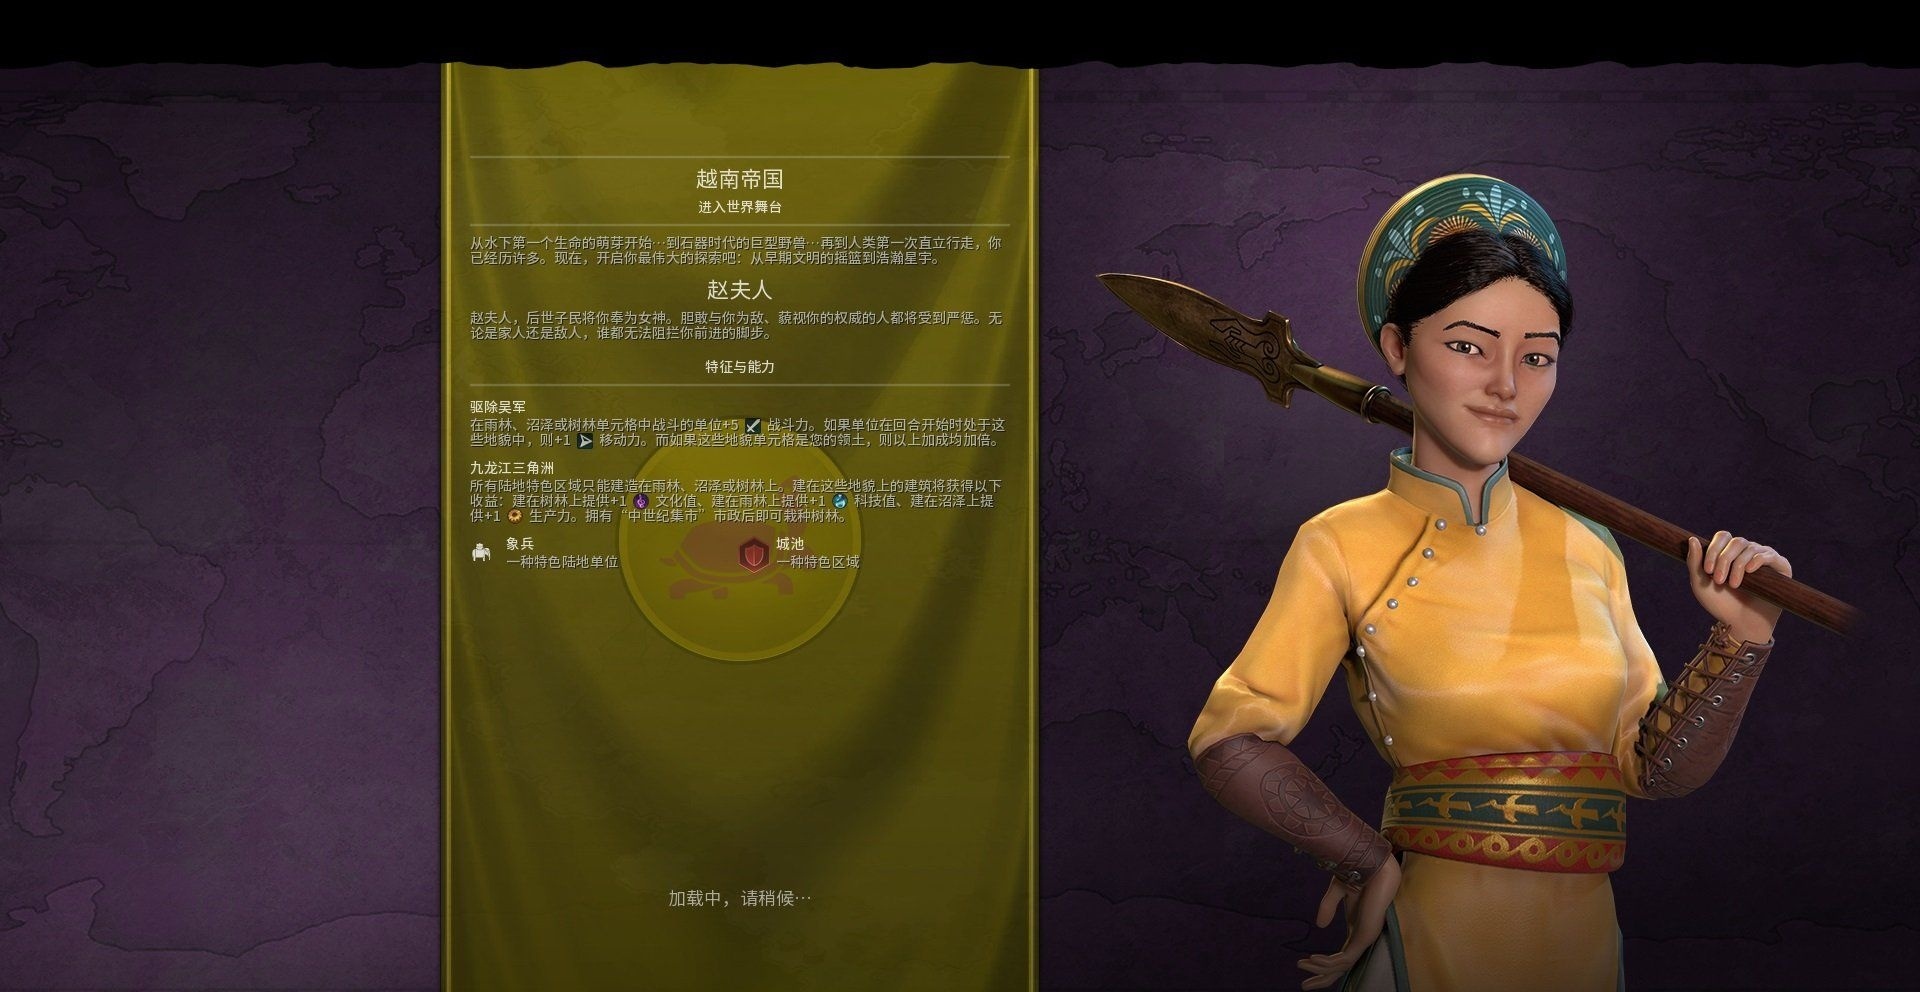 越南帝国
进入世界舞台
从水下第一个生命的萌芽开始…到石器时代的巨型野兽…再到人类第一次直立行走，你
已经历许多。现在，开启你最伟大的探索吧：从早期文明的摇篮到浩瀚星宇。
赵夫人
赵夫人，后世子民将你奉为女神。胆敢与你为敌、藐视你的权威的人都将受到严惩。无
论是家人还是敌人，谁都无法阻拦你前进的脚步。
特征与能力
驱除吴军
在雨林、沼泽或树林单元格中战斗的单位+5 战斗力。如果单位在回合开始时处于这
些地貌中，则+1 移动力。而如果这些地貌单元格是您的领土，则以上加成均加倍。
九龙江三角洲
所有陆地特色区域只能建造在雨林、沼泽或树林上。建在这些地貌上的建筑将获得以下
收益：建在树林上提供+1 文化值、建在雨林上提供+1 科技值、建在沼泽上提
供+1 生产力。拥有“中世纪集市”市政后即可栽种树林。
象兵
一种特色陆地单位
城池
一种特色区域
加载中，请稍候…